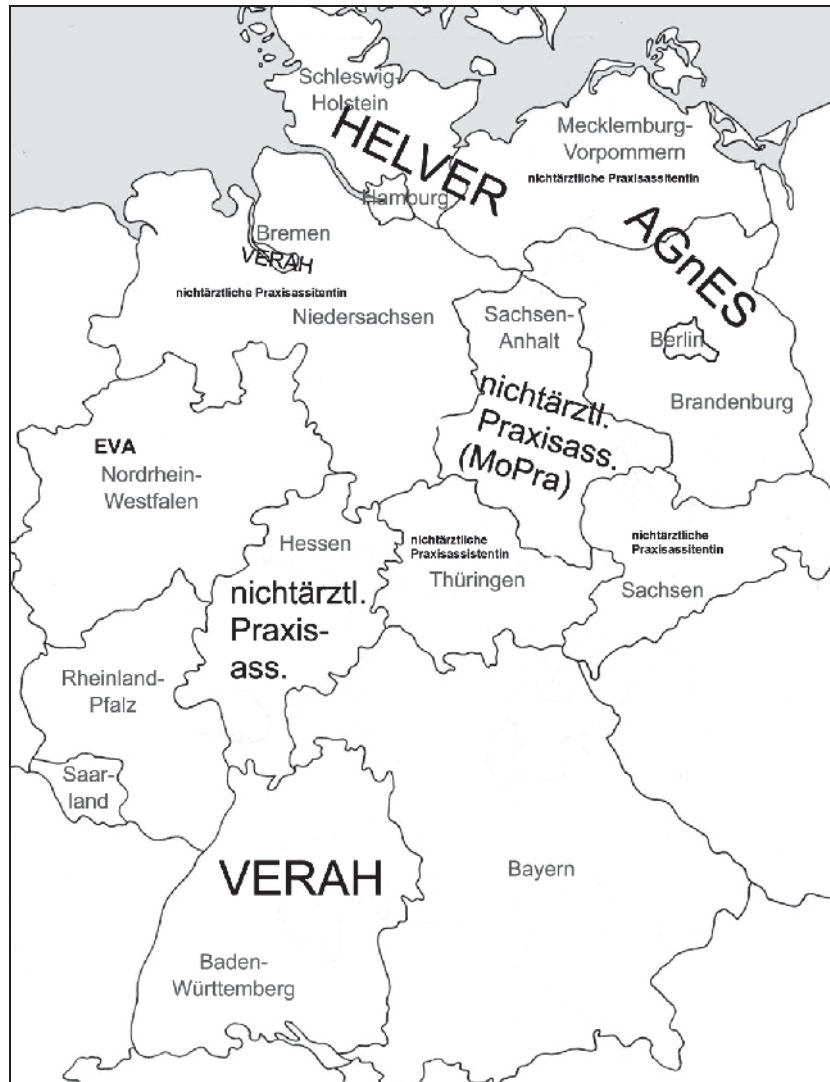 Schleswig-
Holstein
HELVER
Hamburg
Mecklemburg-
Vorpommern
nichtärztliche Praxisassitentin
AGnES
Bremen
VERAH
nichtärztliche Praxisassitentin
Niedersachsen
Sachsen-
Anhalt
nichtärztl.
Praxisass.
(MoPra)
Berlin
Brandenburg
EVA
Nordrhein-
Westfalen
Hessen
nichtärztl.
Praxis-
ass.
nichtärztliche
Praxisassistentin
Thüringen
nichtärztliche
Praxisassitentin
Sachsen
Rheinland-
Pfalz
Saar-
land
VERAH
Baden-
Württemberg
Bayern